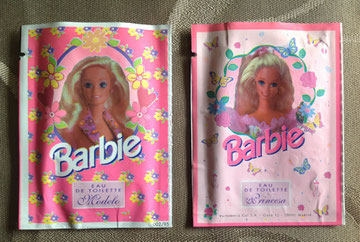 Barbie
EAU
DE TOILETTE
Modelo
Barbie
EAU
DE TOILETTE
Princesa